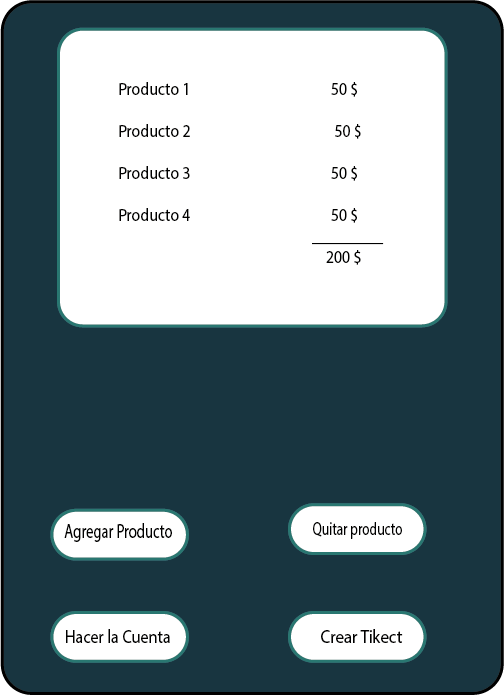 Producto 1 50 $
Producto 2 50 $
Producto 3 50 $
Producto 4 50 $
200 $
Agregar Producto
Quitar producto
Hacer la Cuenta
Crear Tikect